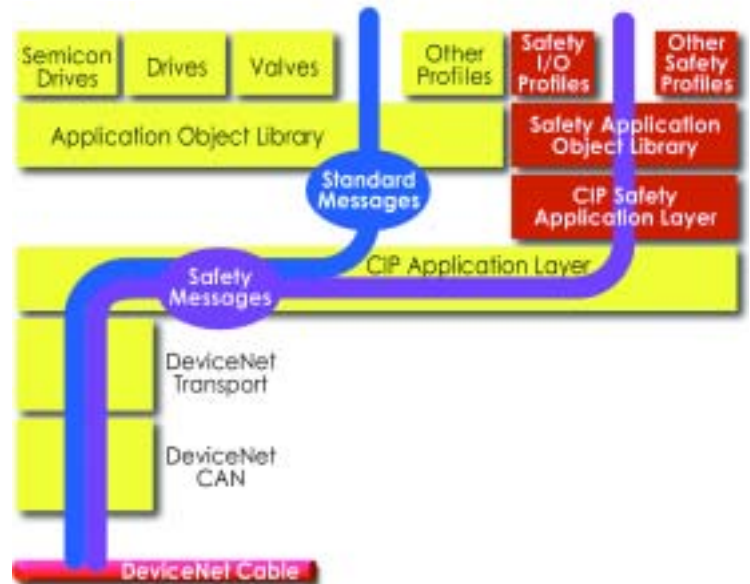 Semicon
Drives
Drives
Valves
Other
Profiles
Safety
I/O
Profiles
Other
Safety
Profiles
Application Object Library
Safety Application
Object Library
Standard
Messages
CIP Safety
Application Layer
CIP Application Layer
Safety
Messages
DeviceNet
Transport
DeviceNet
CAN
DeviceNet Cable